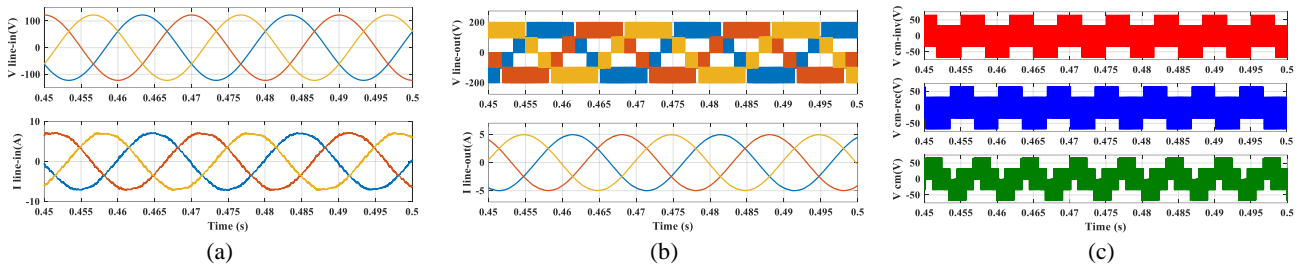 V line-in(V)
100
0
-100
0.45 0.455 0.46 0.465 0.47 0.475 0.48 0.485 0.49 0.495 0.5
I line-in(A)
10
0
-10
0.45 0.455 0.46 0.465 0.47 0.475 0.48 0.485 0.49 0.495 0.5
Time (s)
(a)
V line-out(V)
200
0
-200
0.45 0.455 0.46 0.465 0.47 0.475 0.48 0.485 0.49 0.495 0.5
I line-out(A)
5
0
-5
0.45 0.455 0.46 0.465 0.47 0.475 0.48 0.485 0.49 0.495 0.5
Time (s)
(b)
V cm-inv(V)
50
0
-50
0.45 0.455 0.46 0.465 0.47 0.475 0.48 0.485 0.49 0.495 0.5
V cm-rec(V)
50
0
-50
0.45 0.455 0.46 0.465 0.47 0.475 0.48 0.485 0.49 0.495 0.5
V cm(V)
50
0
-50
0.45 0.455 0.46 0.465 0.47 0.475 0.48 0.485 0.49 0.495 0.5
Time (s)
(c)